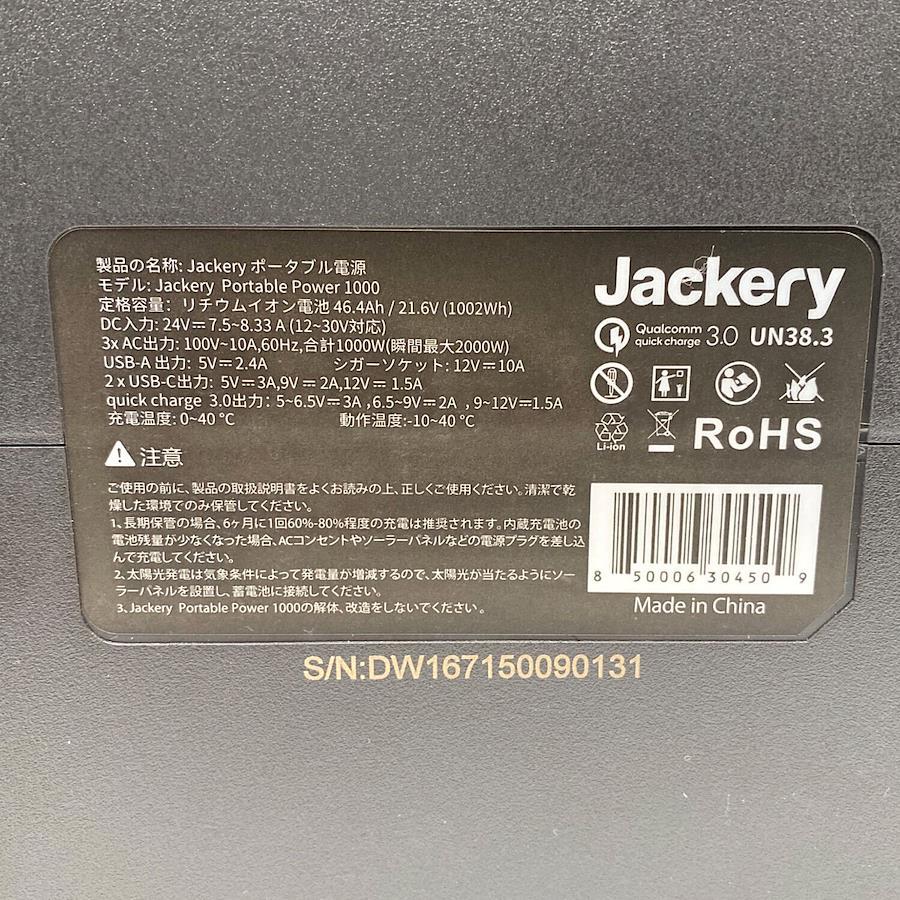 製品の名称: Jackery ポータブル電源
モデル: Jackery Portable Power 1000
定格容量: リチウムイオン電池 46.4Ah / 21.6V (1002Wh)
DC入力: 24V⎓7.5~8.33 A (12~30V対応)
3x AC出力: 100V~10A,60Hz,合計1000W(瞬間最大2000W)
USB-A 出力: 5V⎓2.4A シガーソケット: 12V⎓10A
2 x USB-C出力: 5V⎓3A,9V⎓2A,12V⎓1.5A
quick charge 3.0出力: 5~6.5V⎓3A ,6.5~9V⎓2A ,9~12V⎓1.5A
充電温度: 0~40 °C 動作温度:-10~40 °C
注意
ご使用の前に、製品の取扱説明書をよくお読みの上、正しくご使用ください。清潔で乾
燥した環境でのみ保管してください。
1、長期保管の場合、6ヶ月に1回60%-80%程度の充電は推奨されます。内蔵充電池の
電池残量が少なくなった場合、ACコンセントやソーラーパネルなどの電源プラグを差し込
んで充電してください。
2、太陽光発電は気象条件によって発電量が増減するので、太陽光が当たるようにソー
ラーパネルを設置し、蓄電池に接続してください。
3、Jackery Portable Power 1000の解体、改造をしないでください。
Jackery
Qualcomm
quick charge 3.0 UN38.3
Li-ion
RoHS
8 50006 30450 9
Made in China
S/N:DW167150090131